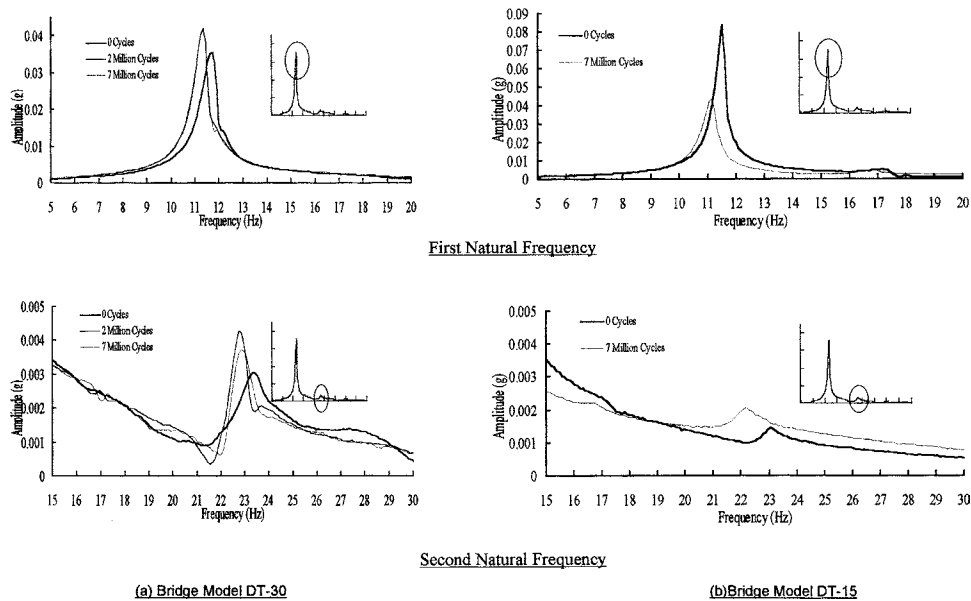 Amplitude (g)
0.04
0.03
0.02
0.01
0
0 Cycles
2 Million Cycles
7 Million Cycles
5 6 7 8 9 10 11 12 13 14 15 16 17 18 19 20
Frequency (Hz)
Amplitude (g)
0.09
0.08
0.07
0.06
0.05
0.04
0.03
0.02
0.01
0
0 Cycles
7 Million Cycles
5 6 7 8 9 10 11 12 13 14 15 16 17 18 19 20
Frequency (Hz)
First Natural Frequency
Amplitude (g)
0.005
0.004
0.003
0.002
0.001
0
0 Cycles
2 Million Cycles
7 Million Cycles
15 16 17 18 19 20 21 22 23 24 25 26 27 28 29 30
Frequency (Hz)
Amplitude (g)
0.005
0.004
0.003
0.002
0.001
0
0 Cycles
7 Million Cycles
15 16 17 18 19 20 21 22 23 24 25 26 27 28 29 30
Frequency (Hz)
Second Natural Frequency
(a) Bridge Model DT-30
(b)Bridge Model DT-15